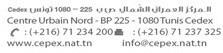 المركز العمراني الشمالي ص ب 225 – 1080 تونس Cedex
Centre Urbain Nord - BP 225 - 1080 Tunis Cedex
: (+216) 71 234 200 : (+216) 71 237 325
www.cepex.nat.tn info@cepex.nat.tn